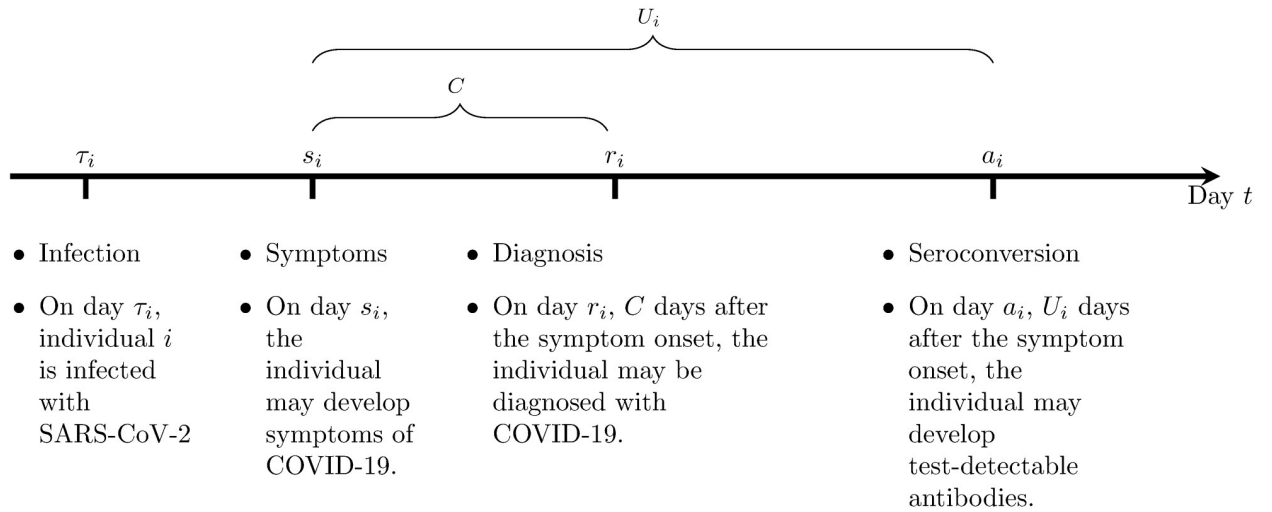 U_i
C
τ_i s_i r_i a_i
Day t
• Infection
• On day τ_i,
individual i
is infected
with
SARS-CoV-2
• Symptoms
• On day s_i,
the
individual
may develop
symptoms of
COVID-19.
• Diagnosis
• On day r_i, C days after
the symptom onset, the
individual may be
diagnosed with
COVID-19.
• Seroconversion
• On day a_i, U_i days
after the symptom
onset, the
individual may
develop
test-detectable
antibodies.